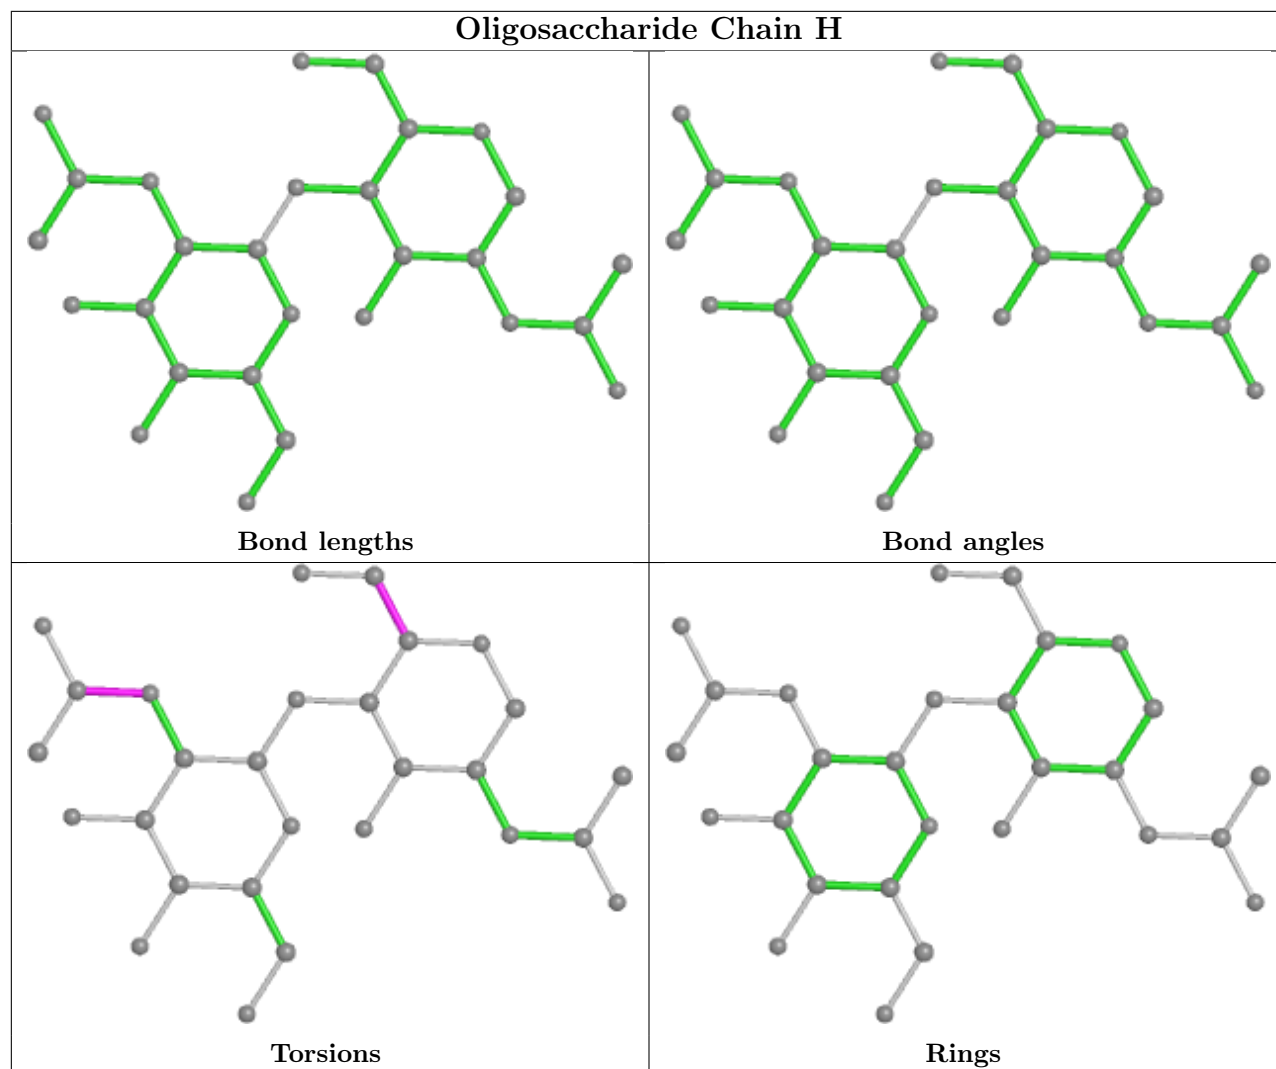 Oligosaccharide Chain H
Bond lengths
Bond angles
Torsions
Rings